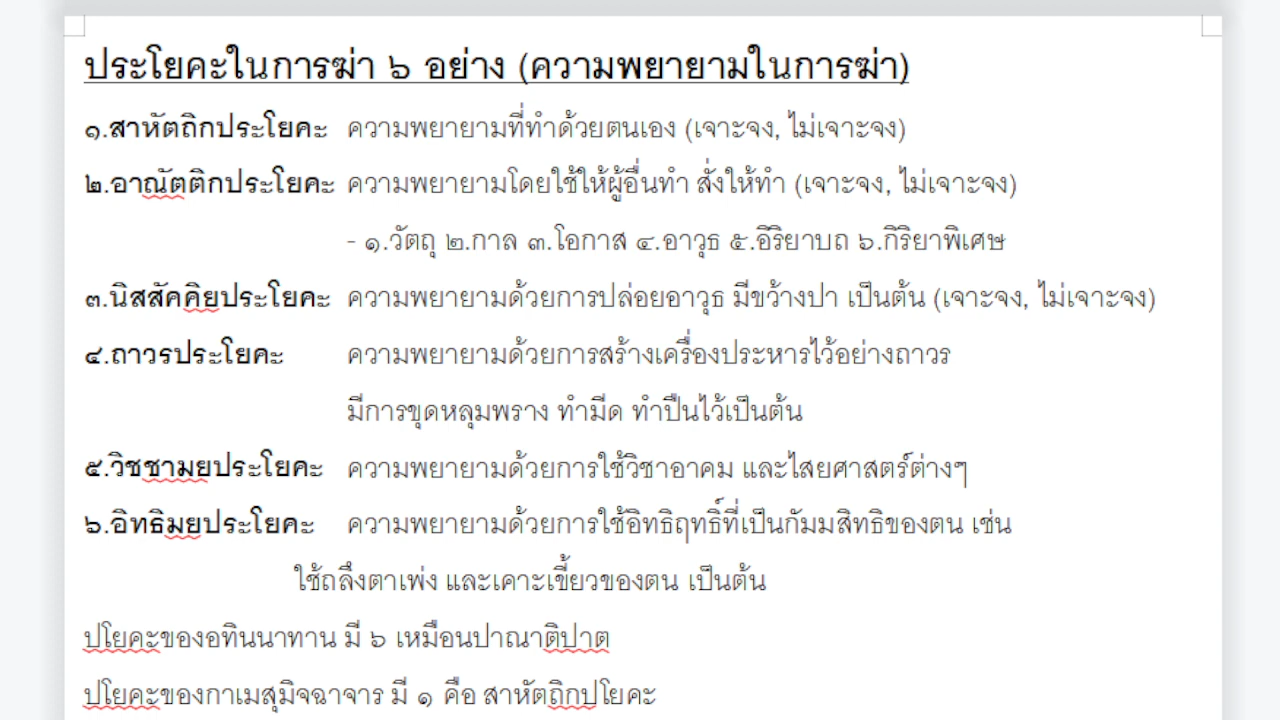 ประโยคะในการฆ่า ๖ อย่าง (ความพยายามในการฆ่า)
๑.สาหัตถิกประโยคะ ความพยายามที่ทำด้วยตนเอง (เจาะจง, ไม่เจาะจง)
๒.อาณัตติกประโยคะ ความพยายามโดยใช้ให้ผู้อื่นทำ สั่งให้ทำ (เจาะจง, ไม่เจาะจง)
- ๑.วัตถุ ๒.กาล ๓.โอกาส ๔.อาวุธ ๕.อิริยาบถ ๖.กิริยาพิเศษ
๓.นิสสัคคิยประโยคะ ความพยายามด้วยการปล่อยอาวุธ มีขว้างปา เป็นต้น (เจาะจง, ไม่เจาะจง)
๔.ถาวรประโยคะ ความพยายามด้วยการสร้างเครื่องประหารไว้อย่างถาวร
มีการขุดหลุมพราง ทำมีด ทำปืนไว้เป็นต้น
๕.วิชชามยประโยคะ ความพยายามด้วยการใช้วิชาอาคม และไสยศาสตร์ต่างๆ
๖.อิทธิมยประโยคะ ความพยายามด้วยการใช้อิทธิฤทธิ์ที่เป็นกัมมสิทธิของตน เช่น
ใช้ถลึงตาเพ่ง และเคาะเขี้ยวของตน เป็นต้น
ปโยคะของอทินนาทาน มี ๖ เหมือนปาณาติปาต
ปโยคะของกาเมสุมิจฉาจาร มี ๑ คือ สาหัตถิกปโยคะ